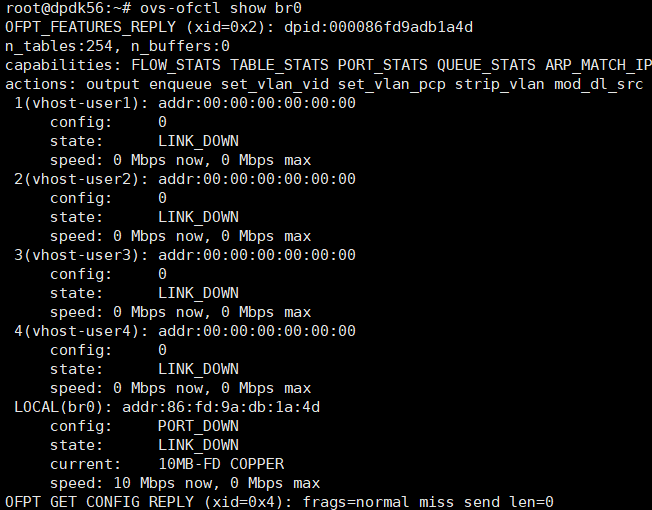 root@dpdk56:~# ovs-ofctl show br0
OFPT_FEATURES_REPLY (xid=0x2): dpid:000086fd9adb1a4d
n_tables:254, n_buffers:0
capabilities: FLOW_STATS TABLE_STATS PORT_STATS QUEUE_STATS ARP_MATCH_IP
actions: output enqueue set_vlan_vid set_vlan_pcp strip_vlan mod_dl_src
 1(vhost-user1): addr:00:00:00:00:00:00
     config:     0
     state:      LINK_DOWN
     speed: 0 Mbps now, 0 Mbps max
 2(vhost-user2): addr:00:00:00:00:00:00
     config:     0
     state:      LINK_DOWN
     speed: 0 Mbps now, 0 Mbps max
 3(vhost-user3): addr:00:00:00:00:00:00
     config:     0
     state:      LINK_DOWN
     speed: 0 Mbps now, 0 Mbps max
 4(vhost-user4): addr:00:00:00:00:00:00
     config:     0
     state:      LINK_DOWN
     speed: 0 Mbps now, 0 Mbps max
 LOCAL(br0): addr:86:fd:9a:db:1a:4d
     config:     PORT_DOWN
     state:      LINK_DOWN
     current:    10MB-FD COPPER
     speed: 10 Mbps now, 0 Mbps max
OFPT_GET_CONFIG_REPLY (xid=0x4): frags=normal miss_send_len=0